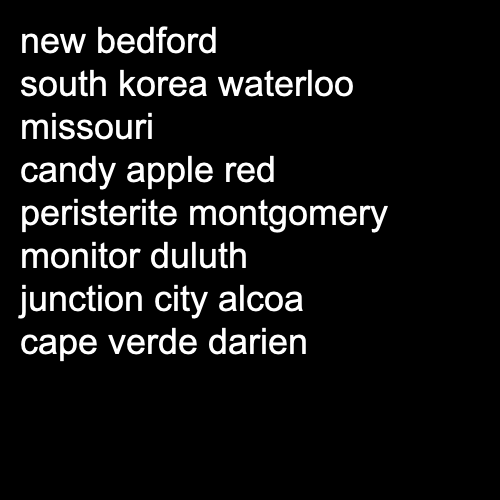 new bedford
south korea waterloo
missouri
candy apple red
peristerite montgomery
monitor duluth
junction city alcoa
cape verde darien